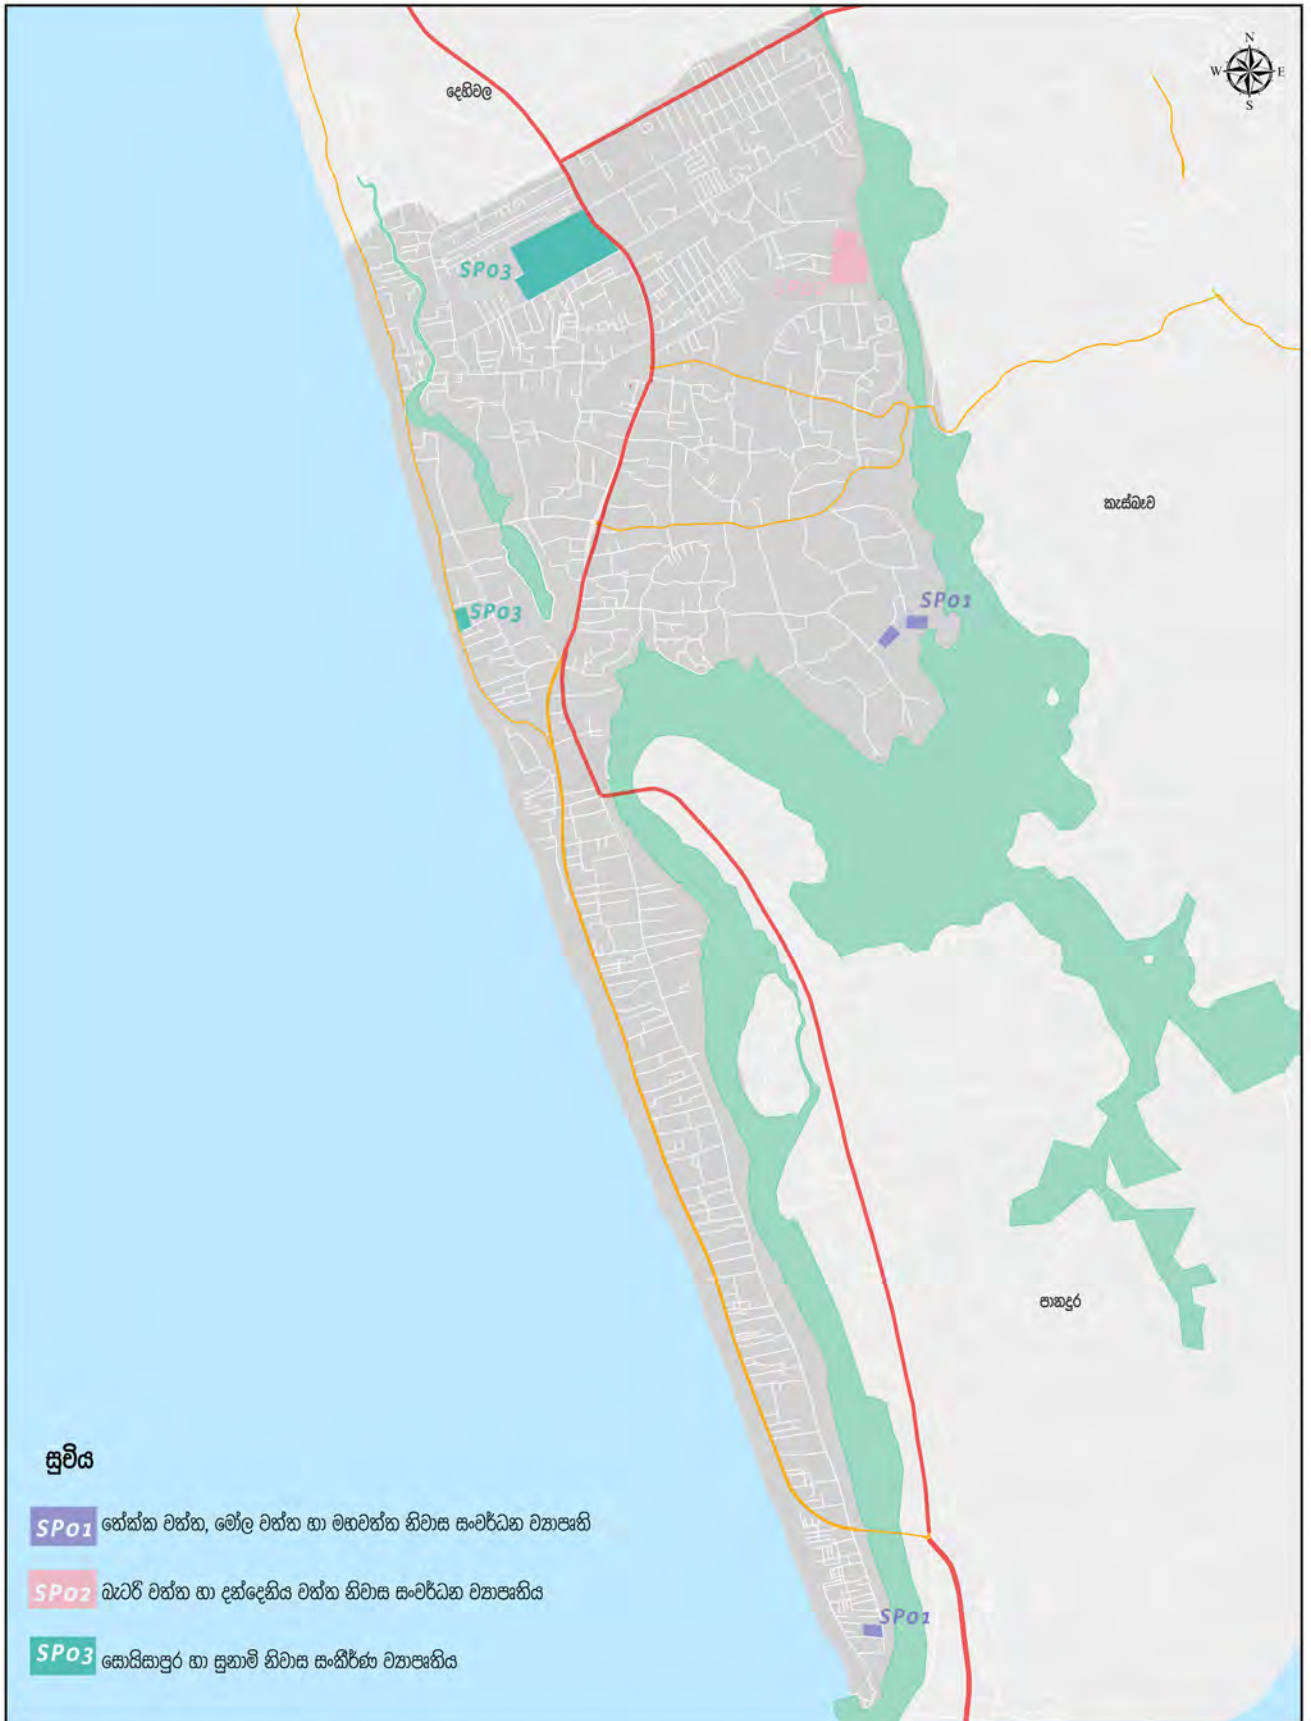 N
W E
S
දෙහිවල
SP03
SP02
කැස්බෑව
SP01
SP03
පානදුර
සූචිය
SP01 තේක්ක වත්ත, මෝල වත්ත හා මහවත්ත නිවාස සංවර්ධන ව්‍යාපෘති
SP02 බැටරි වත්ත හා දන්දෙනිය වත්ත නිවාස සංවර්ධන ව්‍යාපෘතිය
SP01
SP03 සොයිසාපුර හා සුනාමි නිවාස සංකීර්ණ ව්‍යාපෘතිය